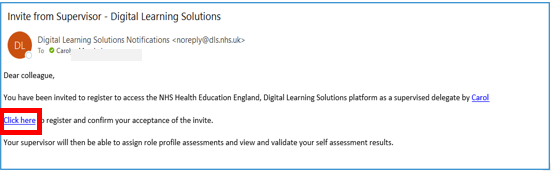 Invite from Supervisor - Digital Learning Solutions
DL
Digital Learning Solutions Notifications <noreply@dls.nhs.uk>
To Carol
Dear colleague,
You have been invited to register to access the NHS Health Education England, Digital Learning Solutions platform as a supervised delegate by Carol
Click here to register and confirm your acceptance of the invite.
Your supervisor will then be able to assign role profile assessments and view and validate your self assessment results.